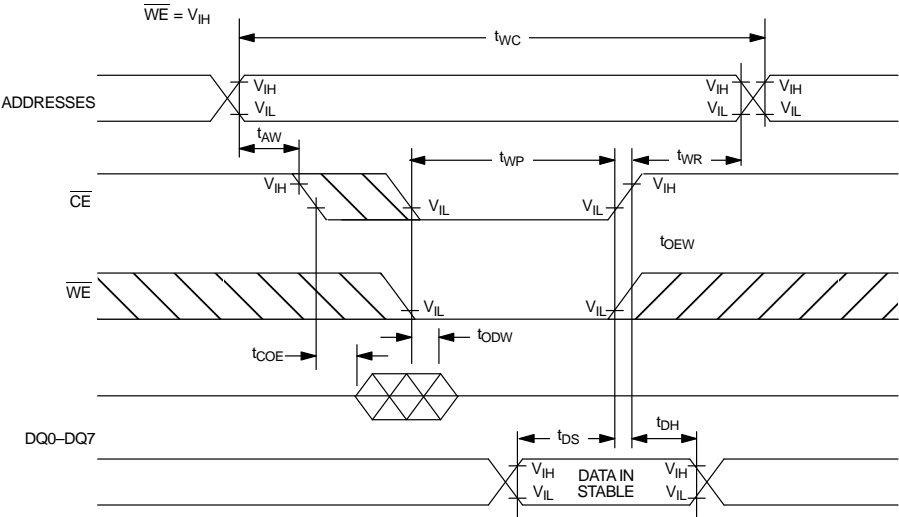 WE = VIH
tWC
ADDRESSES
VIH VIH VIH
VIL VIL VIL
tAW
tWP
tWR
CE
VIH VIH
VIL VIL
tOEW
WE
VIL VIL
tODW
tCOE
DQ0–DQ7
tDS
tDH
VIH DATA IN VIH
VIL STABLE VIL